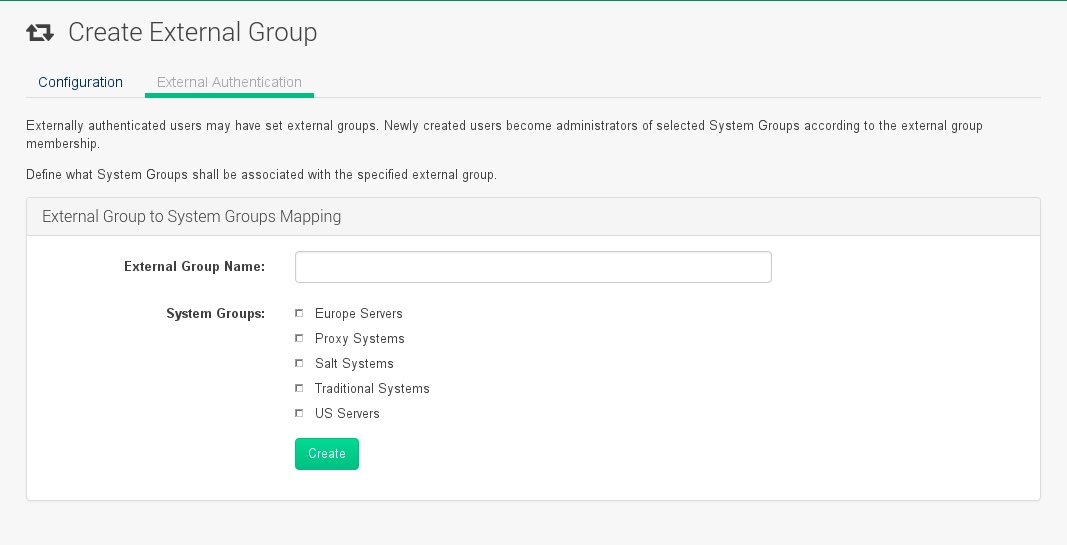 Create External Group
Configuration
External Authentication
Externally authenticated users may have set external groups. Newly created users become administrators of selected System Groups according to the external group
membership.
Define what System Groups shall be associated with the specified external group.
External Group to System Groups Mapping
External Group Name:
System Groups:
Europe Servers
Proxy Systems
Salt Systems
Traditional Systems
US Servers
Create